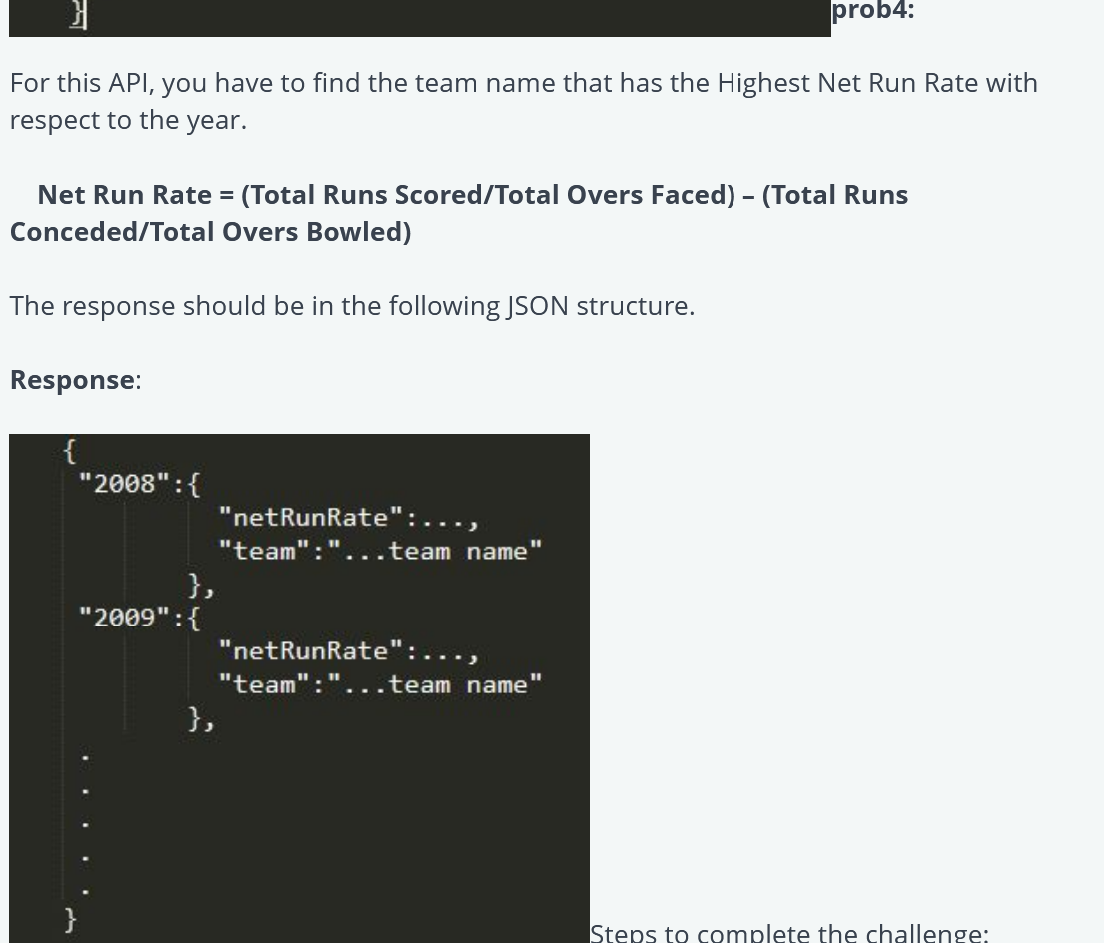 }
prob4:
For this API, you have to find the team name that has the Highest Net Run Rate with
respect to the year.
Net Run Rate = (Total Runs Scored/Total Overs Faced) – (Total Runs
Conceded/Total Overs Bowled)
The response should be in the following JSON structure.
Response:
{
"2008":{
"netRunRate":...,
"team":"...team name"
},
"2009":{
"netRunRate":...,
"team":"...team name"
},
.
.
.
.
.
}
Steps to complete the challenge: